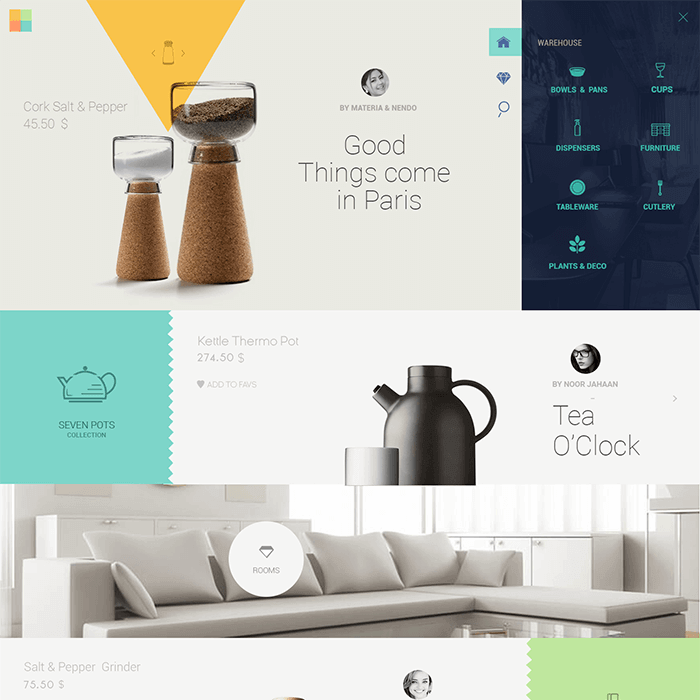 Cork Salt & Pepper
45.50 $
BY MATERIA & NENDO
Good
Things come
in Paris
WAREHOUSE
BOWLS & PANS
CUPS
DISPENSERS
FURNITURE
TABLEWARE
CUTLERY
PLANTS & DECO
SEVEN POTS
COLLECTION
Kettle Thermo Pot
274.50 $
ADD TO FAVS
BY NOOR JAHAAN
Tea
O'Clock
ROOMS
Salt & Pepper Grinder
75.50 $